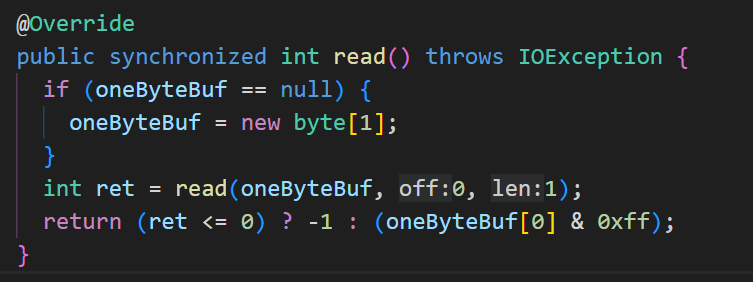 @Override
public synchronized int read() throws IOException {
  if (oneByteBuf == null) {
    oneByteBuf = new byte[1];
  }
  int ret = read(oneByteBuf, off:0, len:1);
  return (ret <= 0) ? -1 : (oneByteBuf[0] & 0xff);
}